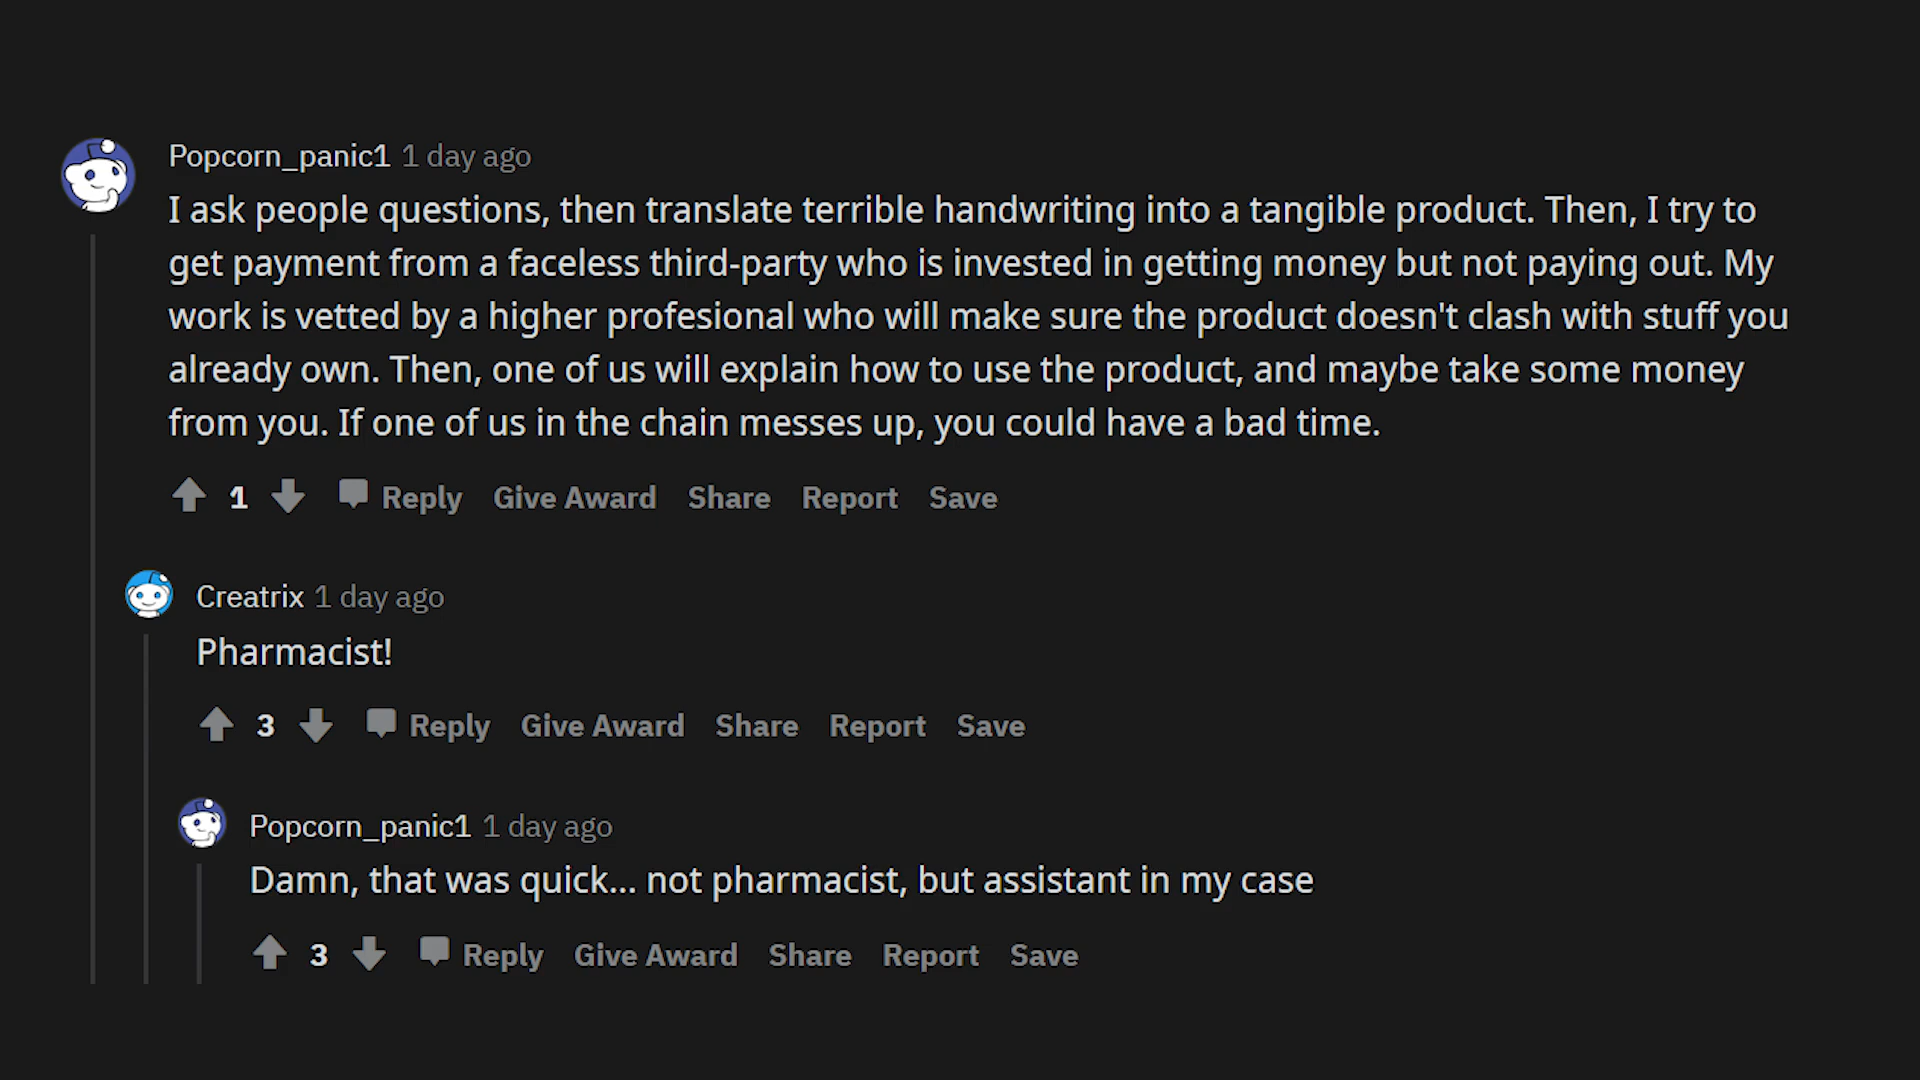 Popcorn_panic1 1 day ago
I ask people questions, then translate terrible handwriting into a tangible product. Then, I try to
get payment from a faceless third-party who is invested in getting money but not paying out. My
work is vetted by a higher profesional who will make sure the product doesn't clash with stuff you
already own. Then, one of us will explain how to use the product, and maybe take some money
from you. If one of us in the chain messes up, you could have a bad time.
1 Reply Give Award Share Report Save
Creatrix 1 day ago
Pharmacist!
3 Reply Give Award Share Report Save
Popcorn_panic1 1 day ago
Damn, that was quick... not pharmacist, but assistant in my case
3 Reply Give Award Share Report Save